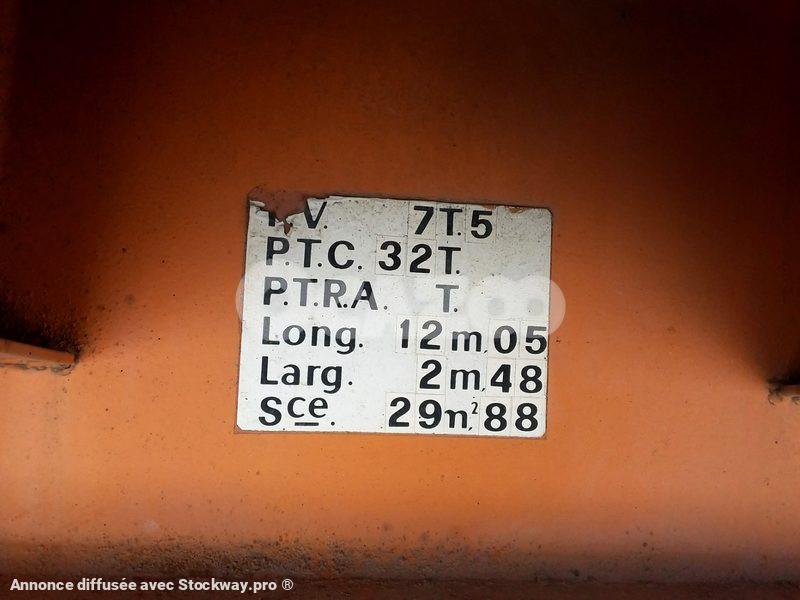 P.V. 7T.5
P.T.C. 32T.
P.T.R.A. T.
Long. 12m,05
Larg. 2m,48
Sce. 29m²,88
Annonce diffusée avec Stockway.pro ®